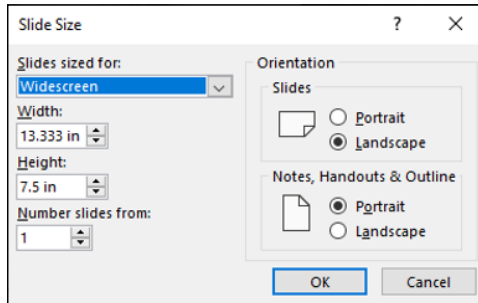 Slide Size ?
Slides sized for:
Widescreen
Width:
13.333 in
Height:
7.5 in
Number slides from:
1
Orientation
Slides
Portrait
Landscape
Notes, Handouts & Outline
Portrait
Landscape
OK
Cancel